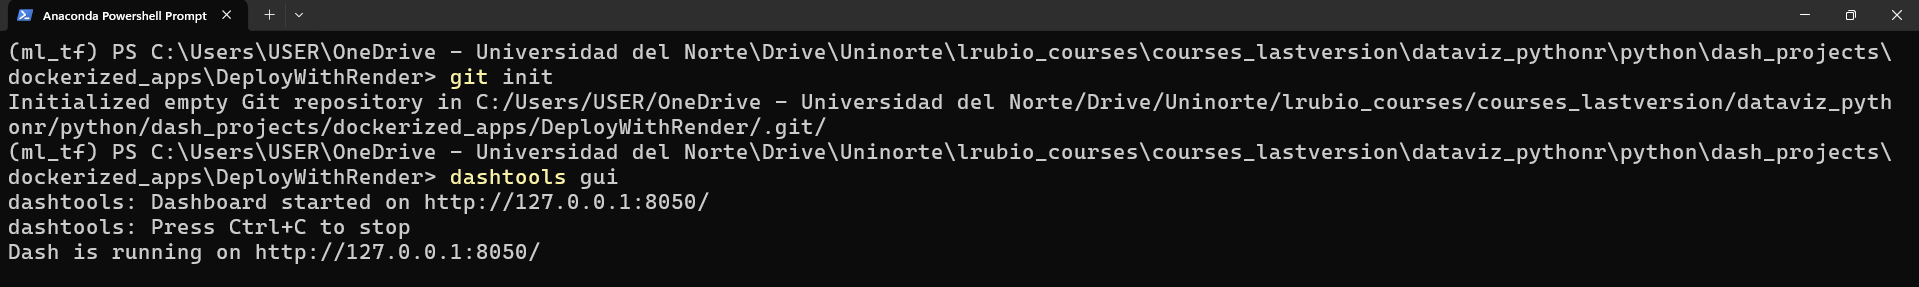 Anaconda Powershell Prompt
(ml_tf) PS C:\Users\USER\OneDrive - Universidad del Norte\Drive\Uninorte\lrubio_courses\courses_lastversion\dataviz_pythonr\python\dash_projects\
dockerized_apps\DeployWithRender> git init
Initialized empty Git repository in C:/Users/USER/OneDrive - Universidad del Norte/Drive/Uninorte/lrubio_courses/courses_lastversion/dataviz_pyth
onr/python/dash_projects/dockerized_apps/DeployWithRender/.git/
(ml_tf) PS C:\Users\USER\OneDrive - Universidad del Norte\Drive\Uninorte\lrubio_courses\courses_lastversion\dataviz_pythonr\python\dash_projects\
dockerized_apps\DeployWithRender> dashtools gui
dashtools: Dashboard started on http://127.0.0.1:8050/
dashtools: Press Ctrl+C to stop
Dash is running on http://127.0.0.1:8050/